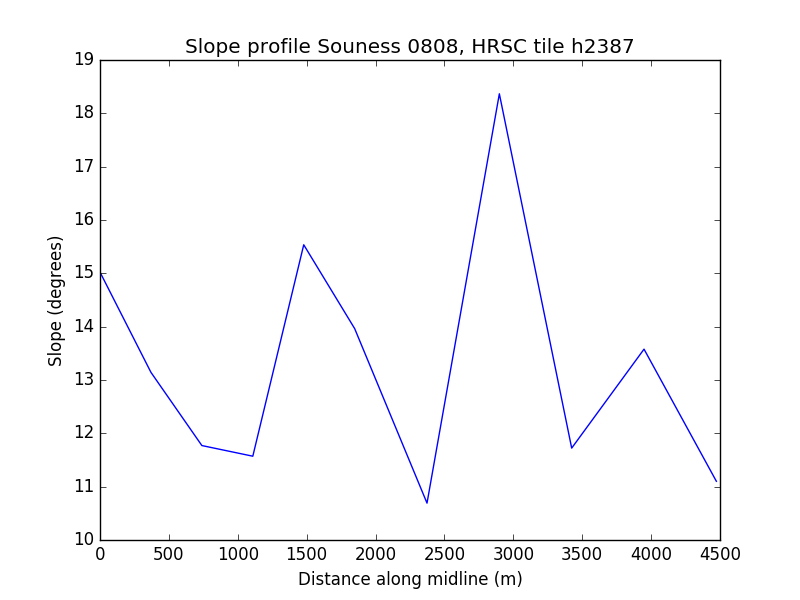 Slope profile Souness 0808, HRSC tile h2387
19
18
17
16
15
14
13
12
11
10
Slope (degrees)
0 500 1000 1500 2000 2500 3000 3500 4000 4500
Distance along midline (m)